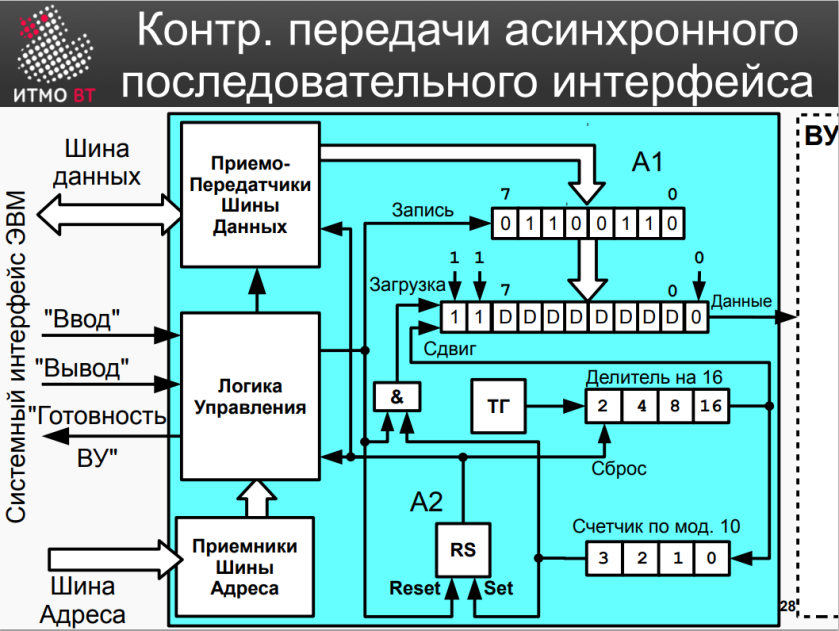 Контр. передачи асинхронного
последовательного интерфейса
ИТМО ВТ
Системный интерфейс ЭВМ
Шина
данных
"Ввод"
"Вывод"
"Готовность
ВУ"
Шина
Адреса
Приемо-
Передатчики
Шины
Данных
Логика
Управления
Приемники
Шины
Адреса
A1
7 0
Запись
0 1 1 0 0 1 1 0
1 1 0
Загрузка
7 0
1 1 D D D D D D D D 0
Данные
Сдвиг
&
ТГ
Делитель на 16
2 4 8 16
Сброс
A2
RS
Reset
Set
Счетчик по мод. 10
3 2 1 0
ВУ
28